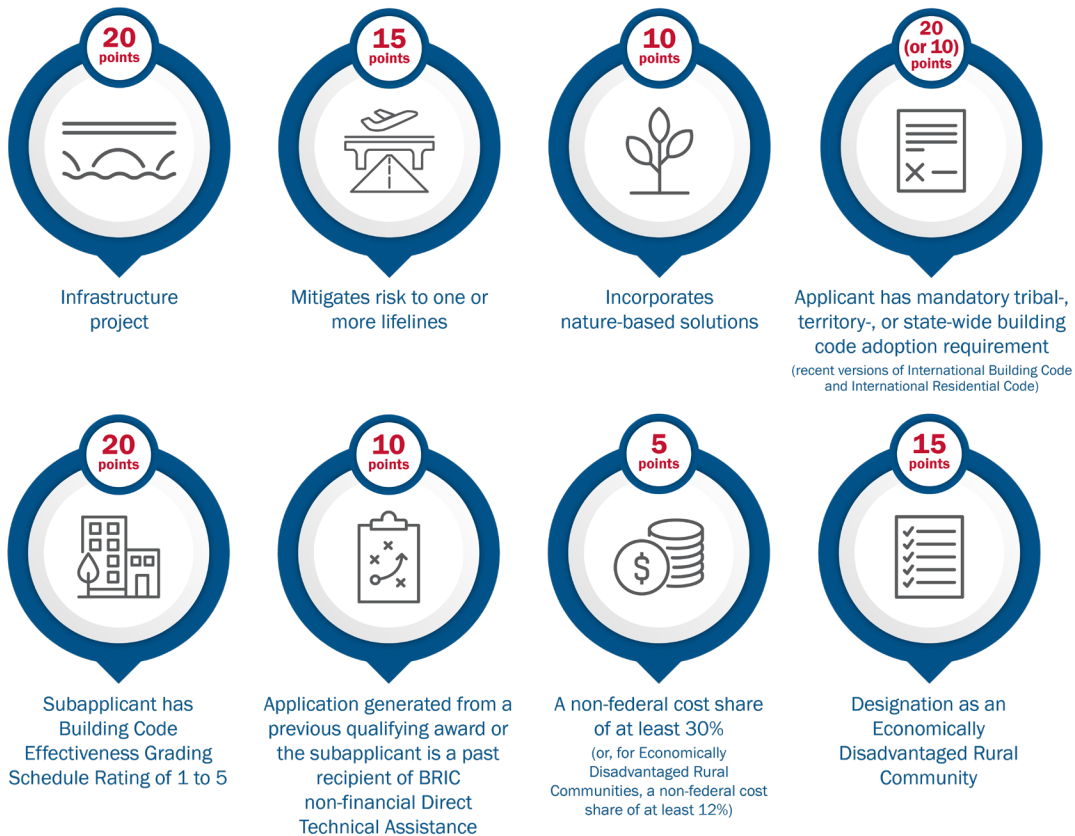 20
points
Infrastructure
project
15
points
Mitigates risk to one or
more lifelines
10
points
Incorporates
nature-based solutions
20
(or 10)
points
Applicant has mandatory tribal-,
territory-, or state-wide building
code adoption requirement
(recent versions of International Building Code
and International Residential Code)
20
points
Subapplicant has
Building Code
Effectiveness Grading
Schedule Rating of 1 to 5
10
points
Application generated from a
previous qualifying award or
the subapplicant is a past
recipient of BRIC
non-financial Direct
Technical Assistance
5
points
A non-federal cost share
of at least 30%
(or, for Economically
Disadvantaged Rural
Communities, a non-federal cost
share of at least 12%)
15
points
Designation as an
Economically
Disadvantaged Rural
Community